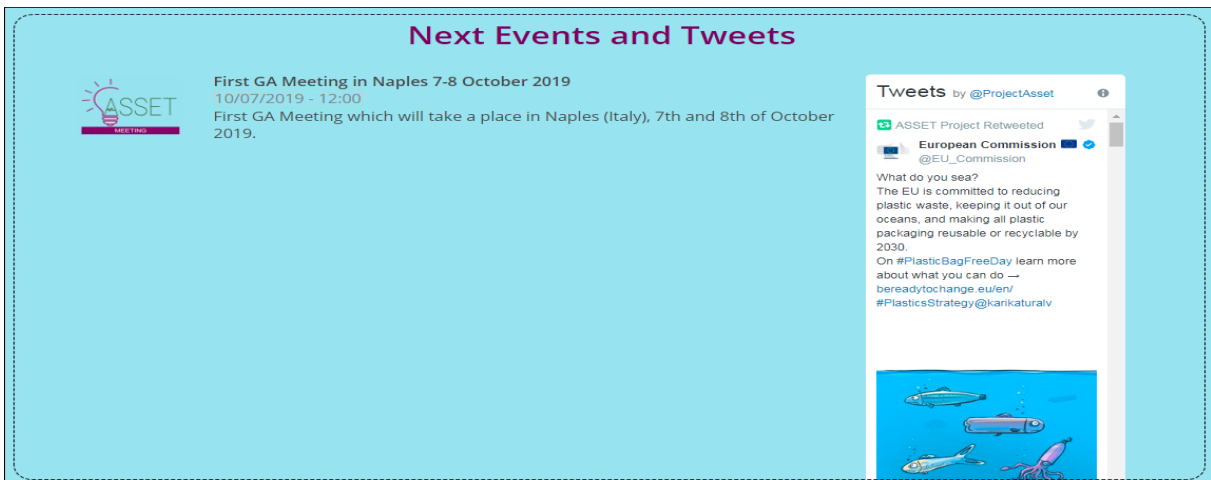 Next Events and Tweets
ASSET
MEETING
First GA Meeting in Naples 7-8 October 2019
10/07/2019 - 12:00
First GA Meeting which will take a place in Naples (Italy), 7th and 8th of October
2019.
Tweets by @ProjectAsset
ASSET Project Retweeted
European Commission
@EU_Commission
What do you sea?
The EU is committed to reducing
plastic waste, keeping it out of our
oceans, and making all plastic
packaging reusable or recyclable by
2030.
On #PlasticBagFreeDay learn more
about what you can do →
bereadytochange.eu/en/
#PlasticsStrategy@karikaturalv